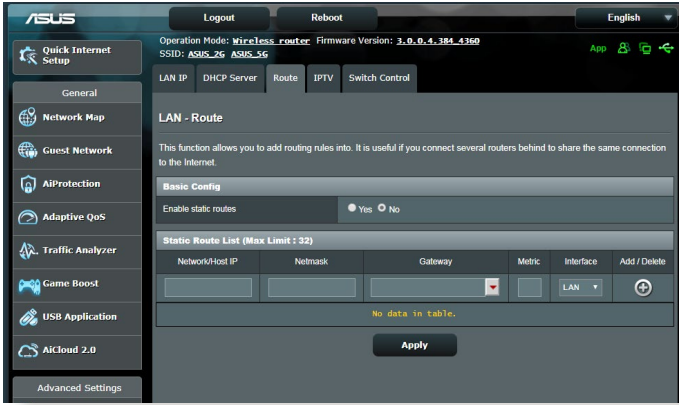 ASUS
Logout
Reboot
English
Quick Internet
Setup
Operation Mode: Wireless router Firmware Version: 3.0.0.4.384_4360
SSID: ASUS_2G ASUS_5G
App
LAN IP
DHCP Server
Route
IPTV
Switch Control
General
Network Map
Guest Network
AiProtection
Adaptive QoS
Traffic Analyzer
Game Boost
USB Application
AiCloud 2.0
Advanced Settings
LAN - Route
This function allows you to add routing rules into. It is useful if you connect several routers behind to share the same connection
to the Internet.
Basic Config
Enable static routes
Yes No
Static Route List (Max Limit : 32)
Network/Host IP
Netmask
Gateway
Metric
Interface
Add / Delete
LAN
No data in table.
Apply